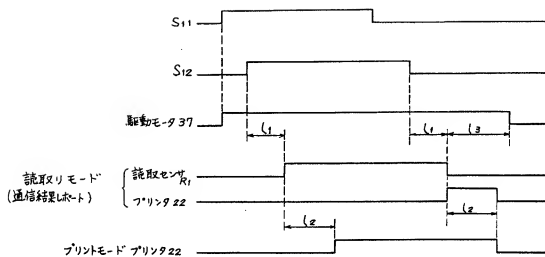 S11
S12
駆動モータ37
l1 l1 l3
読取リモード
(通信結果レポート)
読取センサR1
プリンタ22
l2 l2
プリントモード プリンタ22